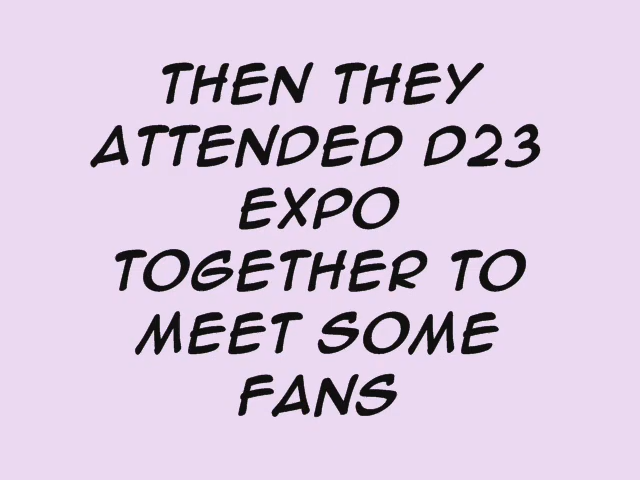 THEN THEY
ATTENDED D23
EXPO
TOGETHER TO
MEET SOME
FANS